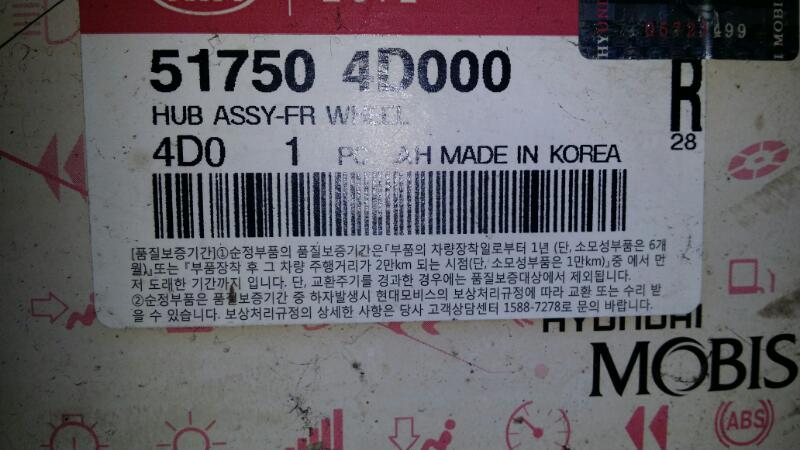 51750 4D000
HUB ASSY-FR WHEEL
4D0 1 AH MADE IN KOREA
R
28
[품질보증기간]①순정부품의 품질보증기간은『부품의 차량장착일로부터 1년 (단, 소모성부품은 6개
월)』또는 『부품장착 후 그 차량 주행거리가 2만km 되는 시점(단, 소모성부품은 1만km)』중 에서 먼
저 도래한 기간까지 입니다. 단, 교환주기를 경과한 경우에는 품질보증대상에서 제외됩니다.
②순정부품은 품질보증기간 중 하자발생시 현대모비스의 보상처리규정에 따라 교환 또는 수리 받
을 수 있습니다. 보상처리규정의 상세한 사항은 당사 고객상담센터 1588-7278로 문의 바랍니다.
HYUNDAI
MOBIS
ABS